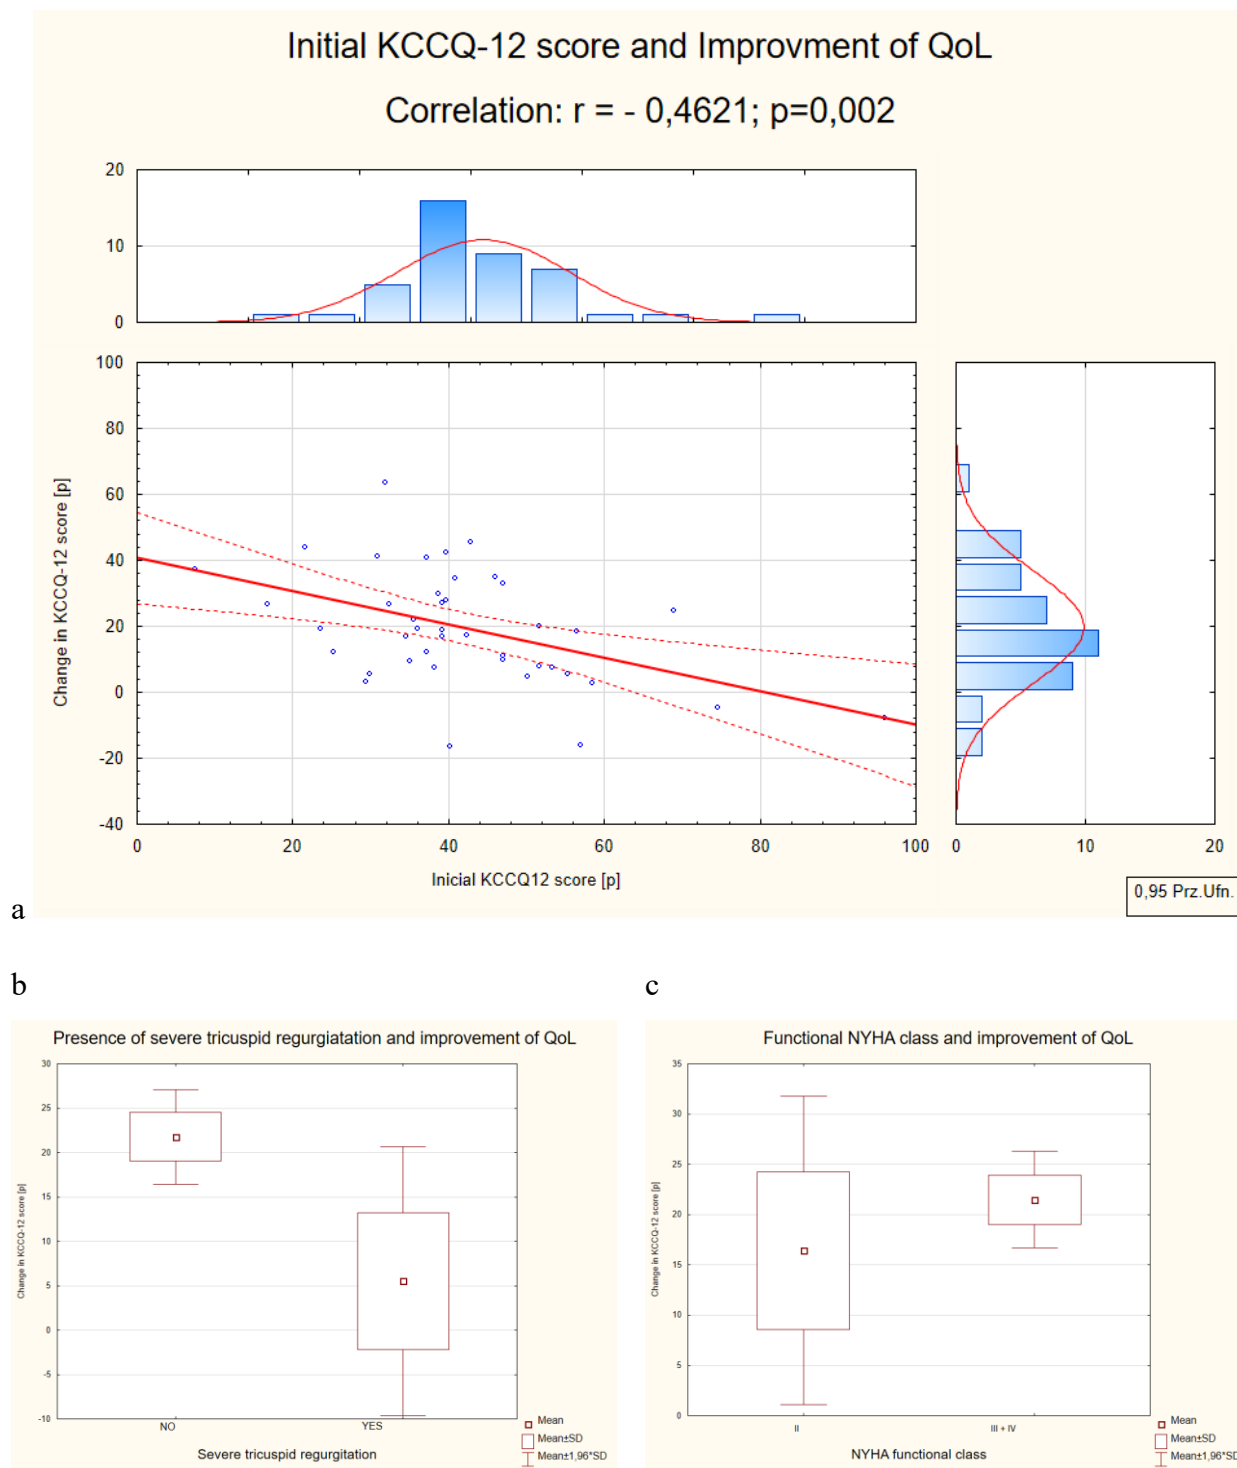 Initial KCCQ-12 score and Improvment of QoL
Correlation: r = - 0,4621; p=0,002
20
10
0
100
80
60
40
20
0
-20
-40
Change in KCCQ-12 score [p]
0 20 40 60 80 100
Inicial KCCQ12 score [p]
0 10 20
0,95 Prz.Ufn.
a
b
Presence of severe tricuspid regurgiatation and improvement of QoL
30
25
20
15
10
5
0
-5
-10
Change in KCCQ-12 score [p]
NO YES
Severe tricuspid regurgitation
Mean
Mean±SD
Mean±1,96*SD
c
Functional NYHA class and improvement of QoL
35
30
25
20
15
10
5
0
Change in KCCQ-12 score [p]
II III + IV
NYHA functional class
Mean
Mean±SD
Mean±1,96*SD